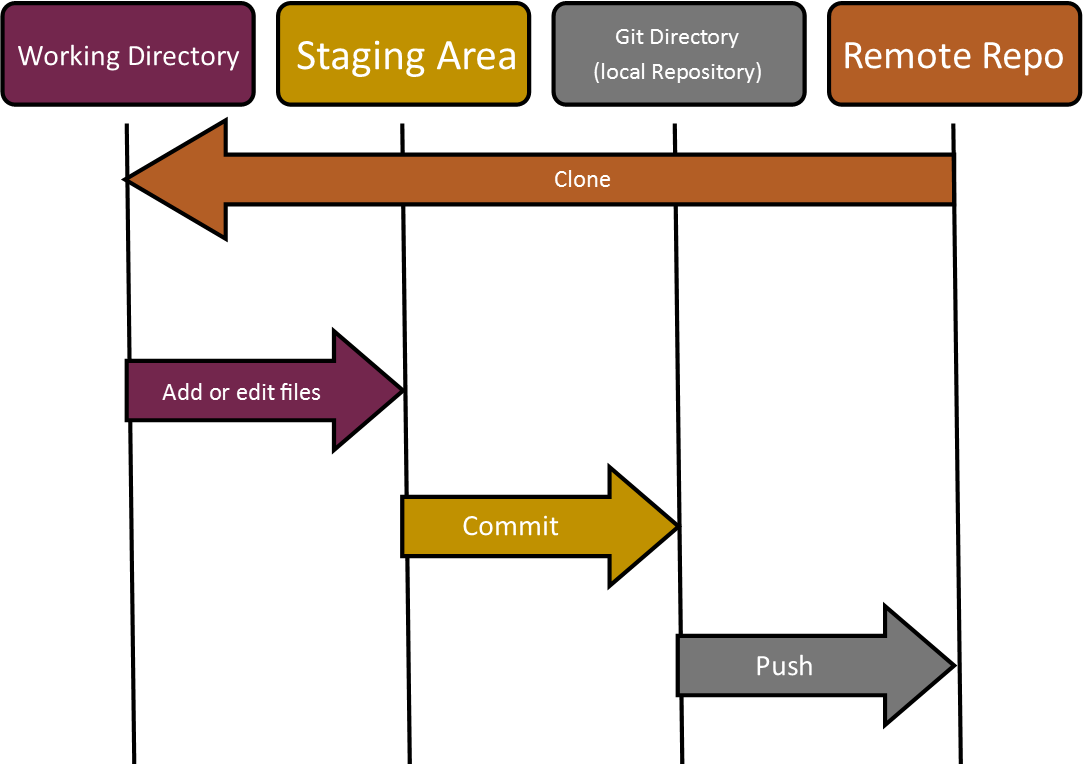 Working Directory
Staging Area
Git Directory
(local Repository)
Remote Repo
Clone
Add or edit files
Commit
Push